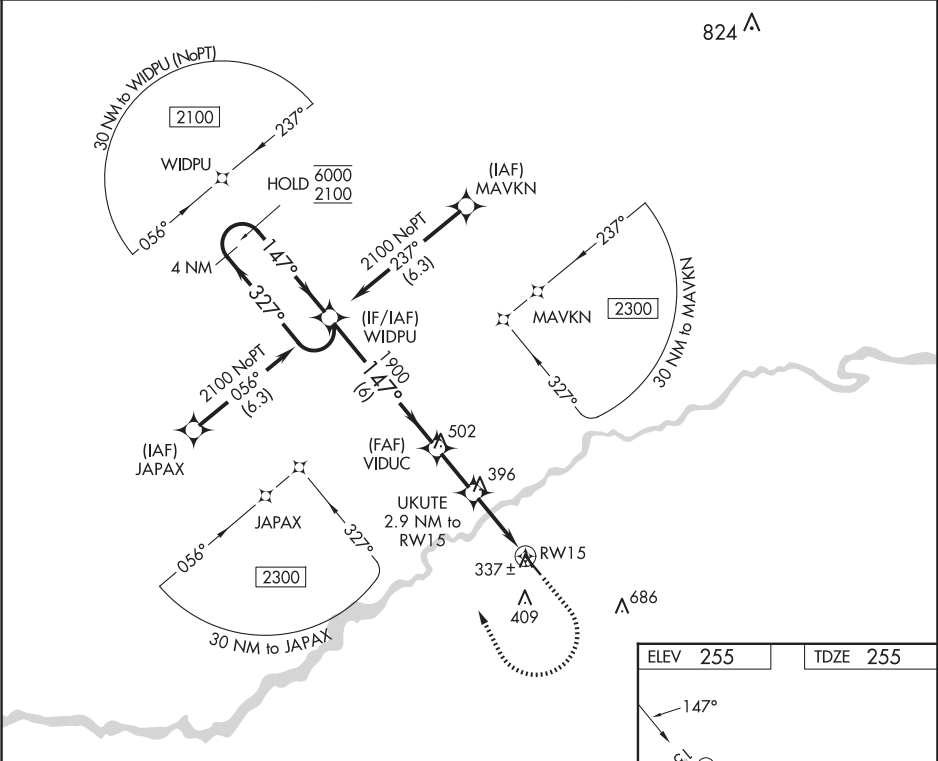 824
30 NM to WIDPU (NoPT)
2100
237°
WIDPU
056°
HOLD 6000
2100
(IAF)
MAVKN
2100 NoPT
237°
(6.3)
4 NM
147°
327°
(IF/IAF)
WIDPU
237°
MAVKN
2300
327°
30 NM to MAVKN
2100 NoPT
056°
(6.3)
(IAF)
JAPAX
1900
147°
(6)
(FAF)
VIDUC
502
396
UKUTE
2.9 NM to
RW15
JAPAX
056°
327°
2300
30 NM to JAPAX
RW15
337 ±
409
686
ELEV 255
TDZE 255
147°